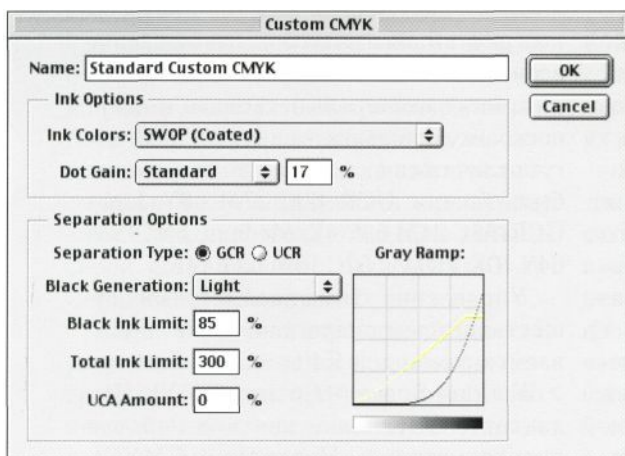 Custom CMYK
Name: Standard Custom CMYK
OK
Cancel
Ink Options
Ink Colors: SWOP (Coated)
Dot Gain: Standard 17 %
Separation Options
Separation Type: GCR UCR
Gray Ramp:
Black Generation: Light
Black Ink Limit: 85 %
Total Ink Limit: 300 %
UCA Amount: 0 %